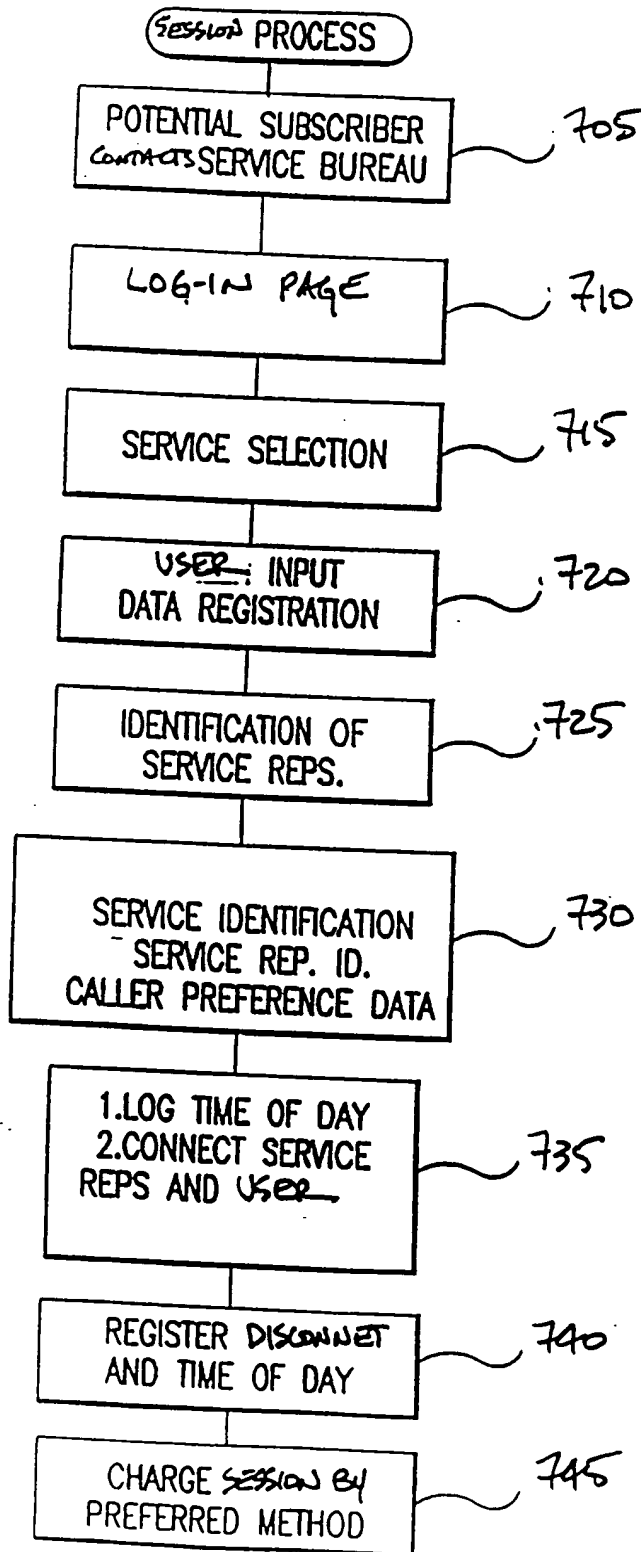 SESSION PROCESS
POTENTIAL SUBSCRIBER
CONTACTS SERVICE BUREAU
705
LOG-IN PAGE
710
SERVICE SELECTION
715
USER INPUT
DATA REGISTRATION
720
IDENTIFICATION OF
SERVICE REPS.
725
SERVICE IDENTIFICATION
SERVICE REP. ID.
CALLER PREFERENCE DATA
730
1.LOG TIME OF DAY
2.CONNECT SERVICE
REPS AND USER
735
REGISTER DISCONNET
AND TIME OF DAY
740
CHARGE SESSION BY
PREFERRED METHOD
745